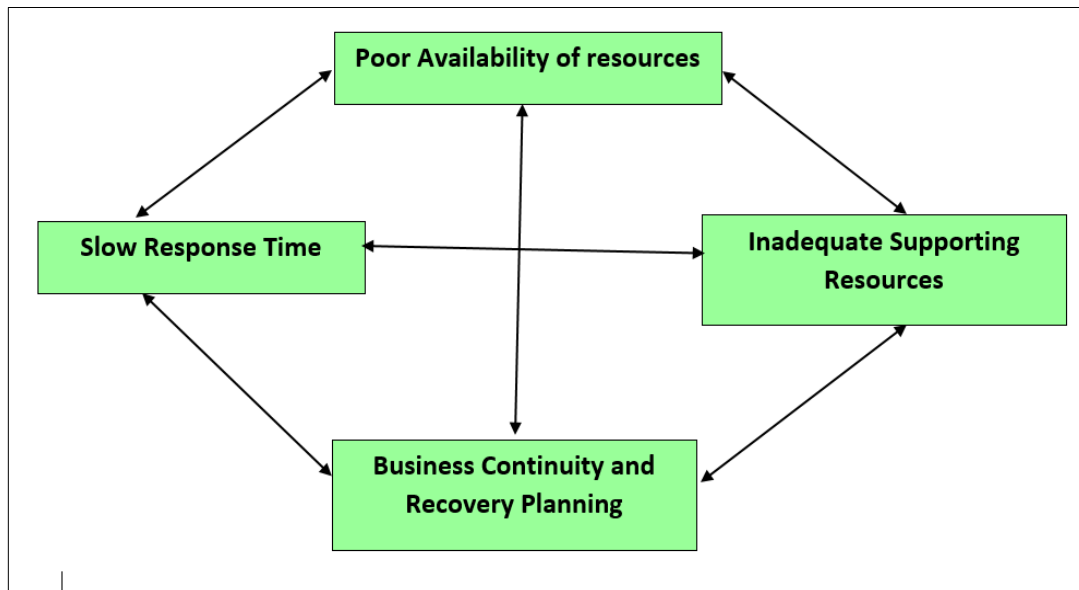 Poor Availability of resources
Slow Response Time
Inadequate Supporting
Resources
Business Continuity and
Recovery Planning